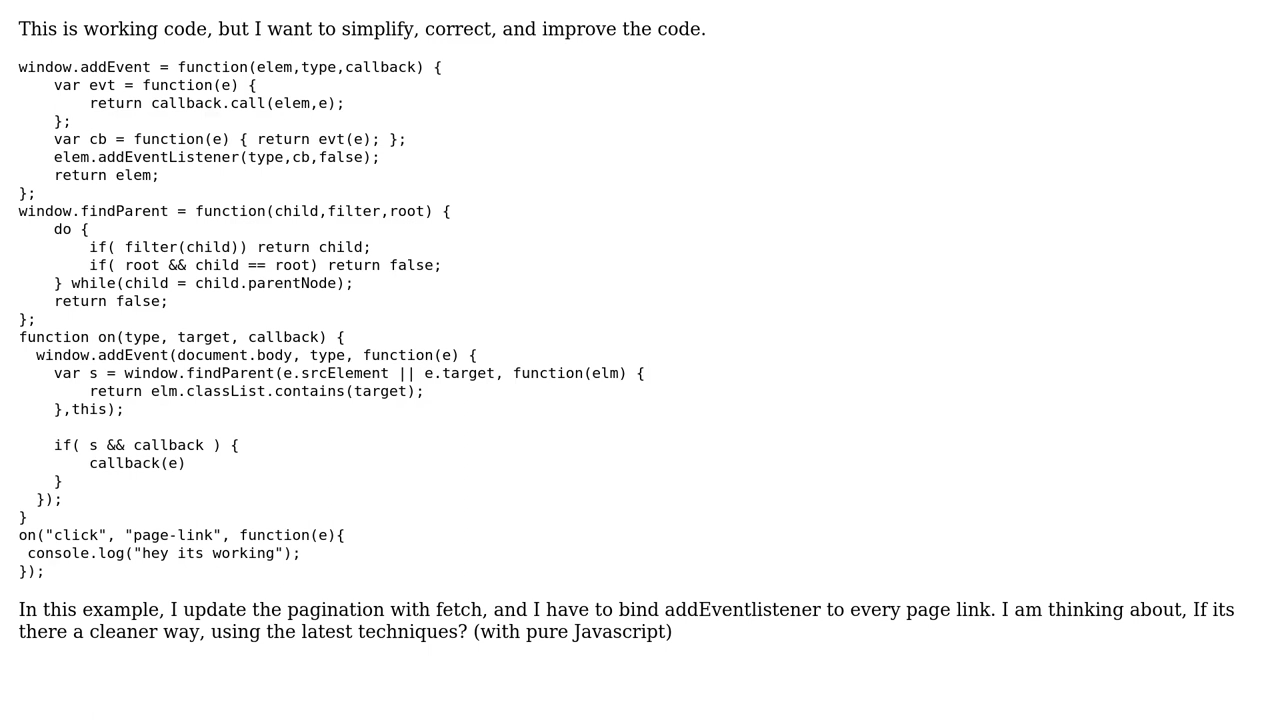 This is working code, but I want to simplify, correct, and improve the code.
window.addEvent = function(elem,type,callback) {
    var evt = function(e) {
        return callback.call(elem,e);
    };
    var cb = function(e) { return evt(e); };
    elem.addEventListener(type,cb,false);
    return elem;
};
window.findParent = function(child,filter,root) {
    do {
        if( filter(child)) return child;
        if( root && child == root) return false;
    } while(child = child.parentNode);
    return false;
};
function on(type, target, callback) {
  window.addEvent(document.body, type, function(e) {
    var s = window.findParent(e.srcElement || e.target, function(elm) {
        return elm.classList.contains(target);
    },this);

    if( s && callback ) {
        callback(e)
    }
  });
}
on("click", "page-link", function(e){
 console.log("hey its working");
});
In this example, I update the pagination with fetch, and I have to bind addEventlistener to every page link. I am thinking about, If its
there a cleaner way, using the latest techniques? (with pure Javascript)